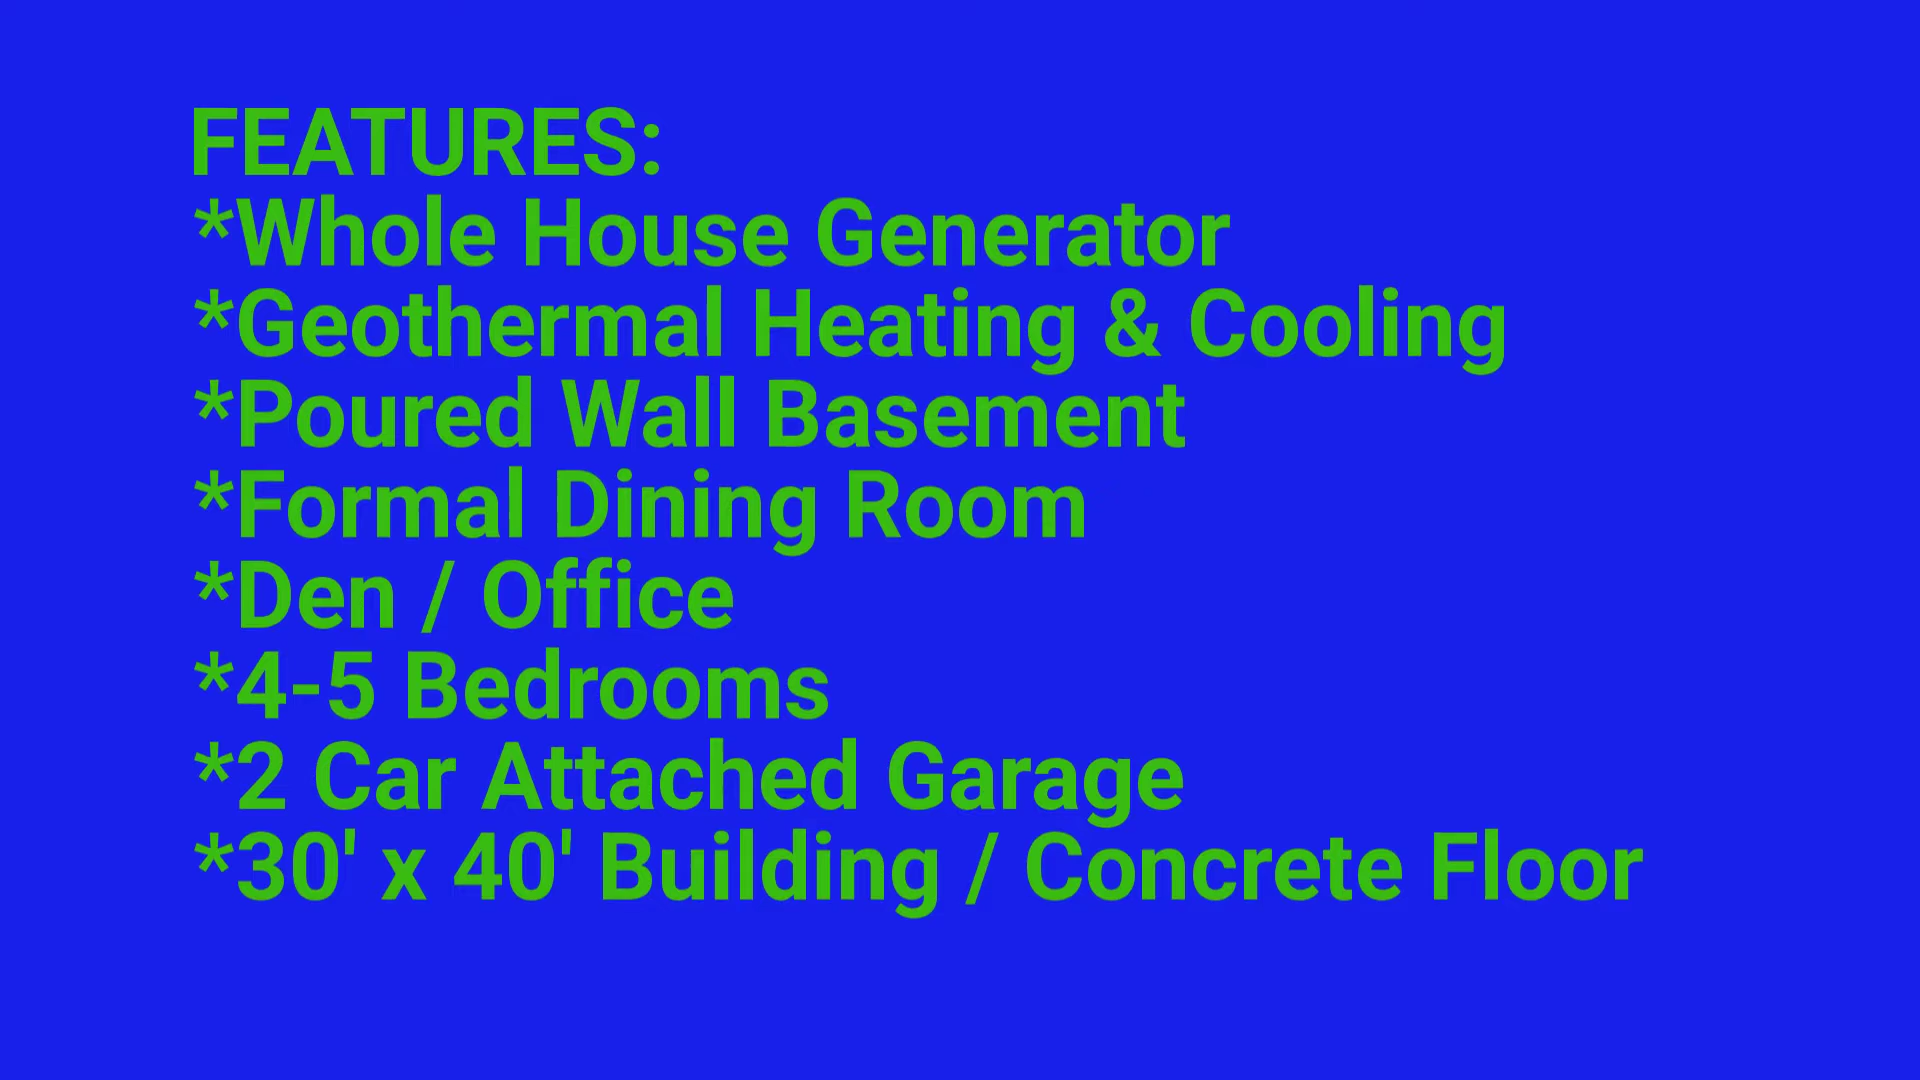 FEATURES:
*Whole House Generator
*Geothermal Heating & Cooling
*Poured Wall Basement
*Formal Dining Room
*Den / Office
*4-5 Bedrooms
*2 Car Attached Garage
*30' x 40' Building / Concrete Floor